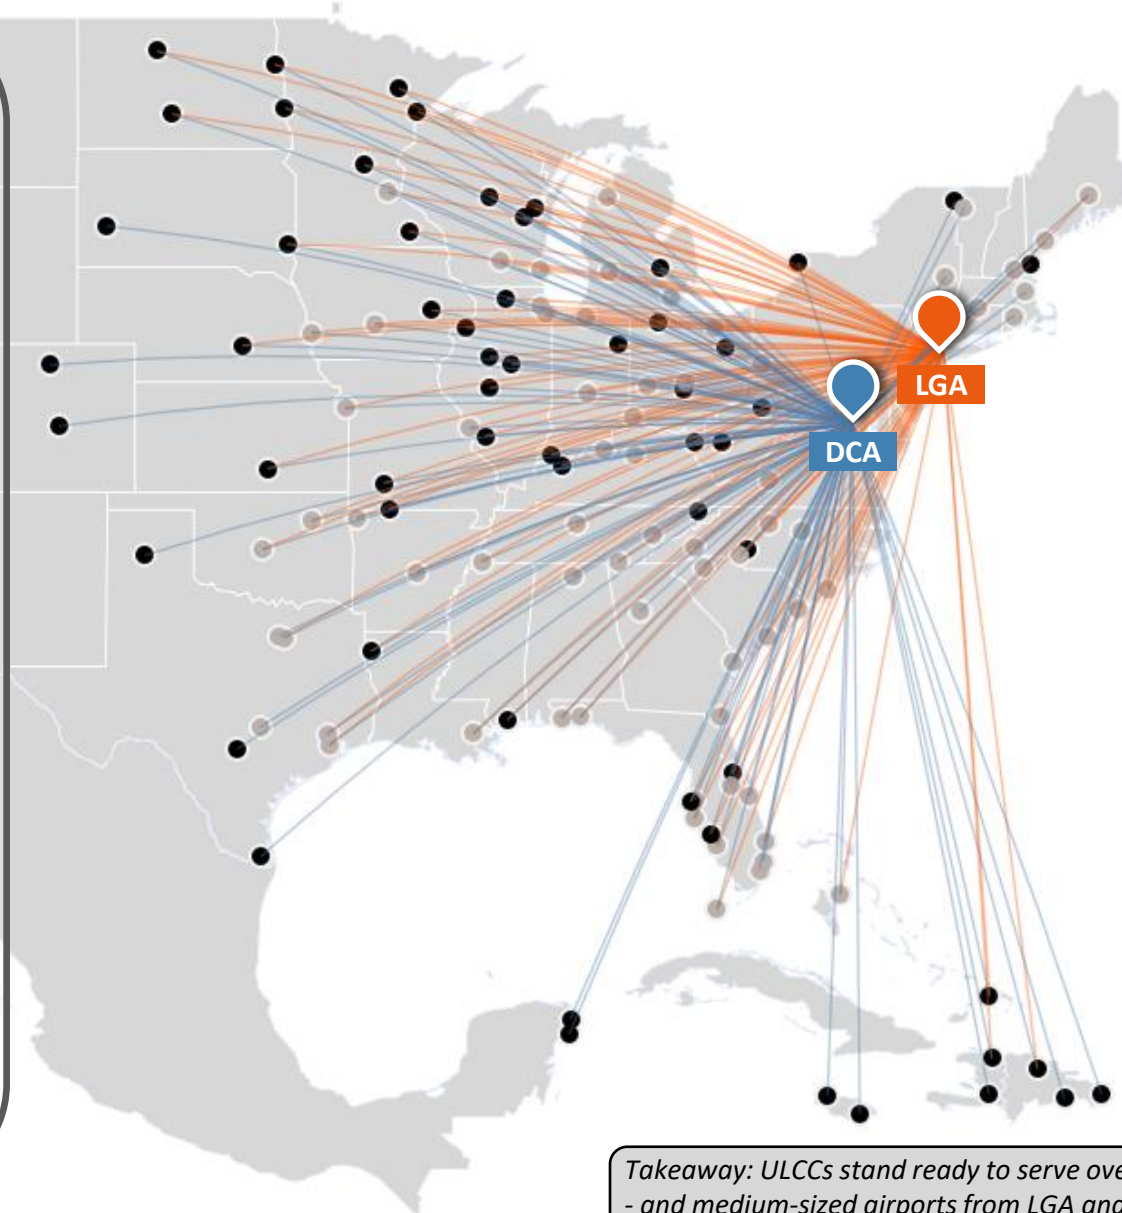 LGA
DCA
Takeaway: ULCCs stand ready to serve ove
- and medium-sized airports from LGA and